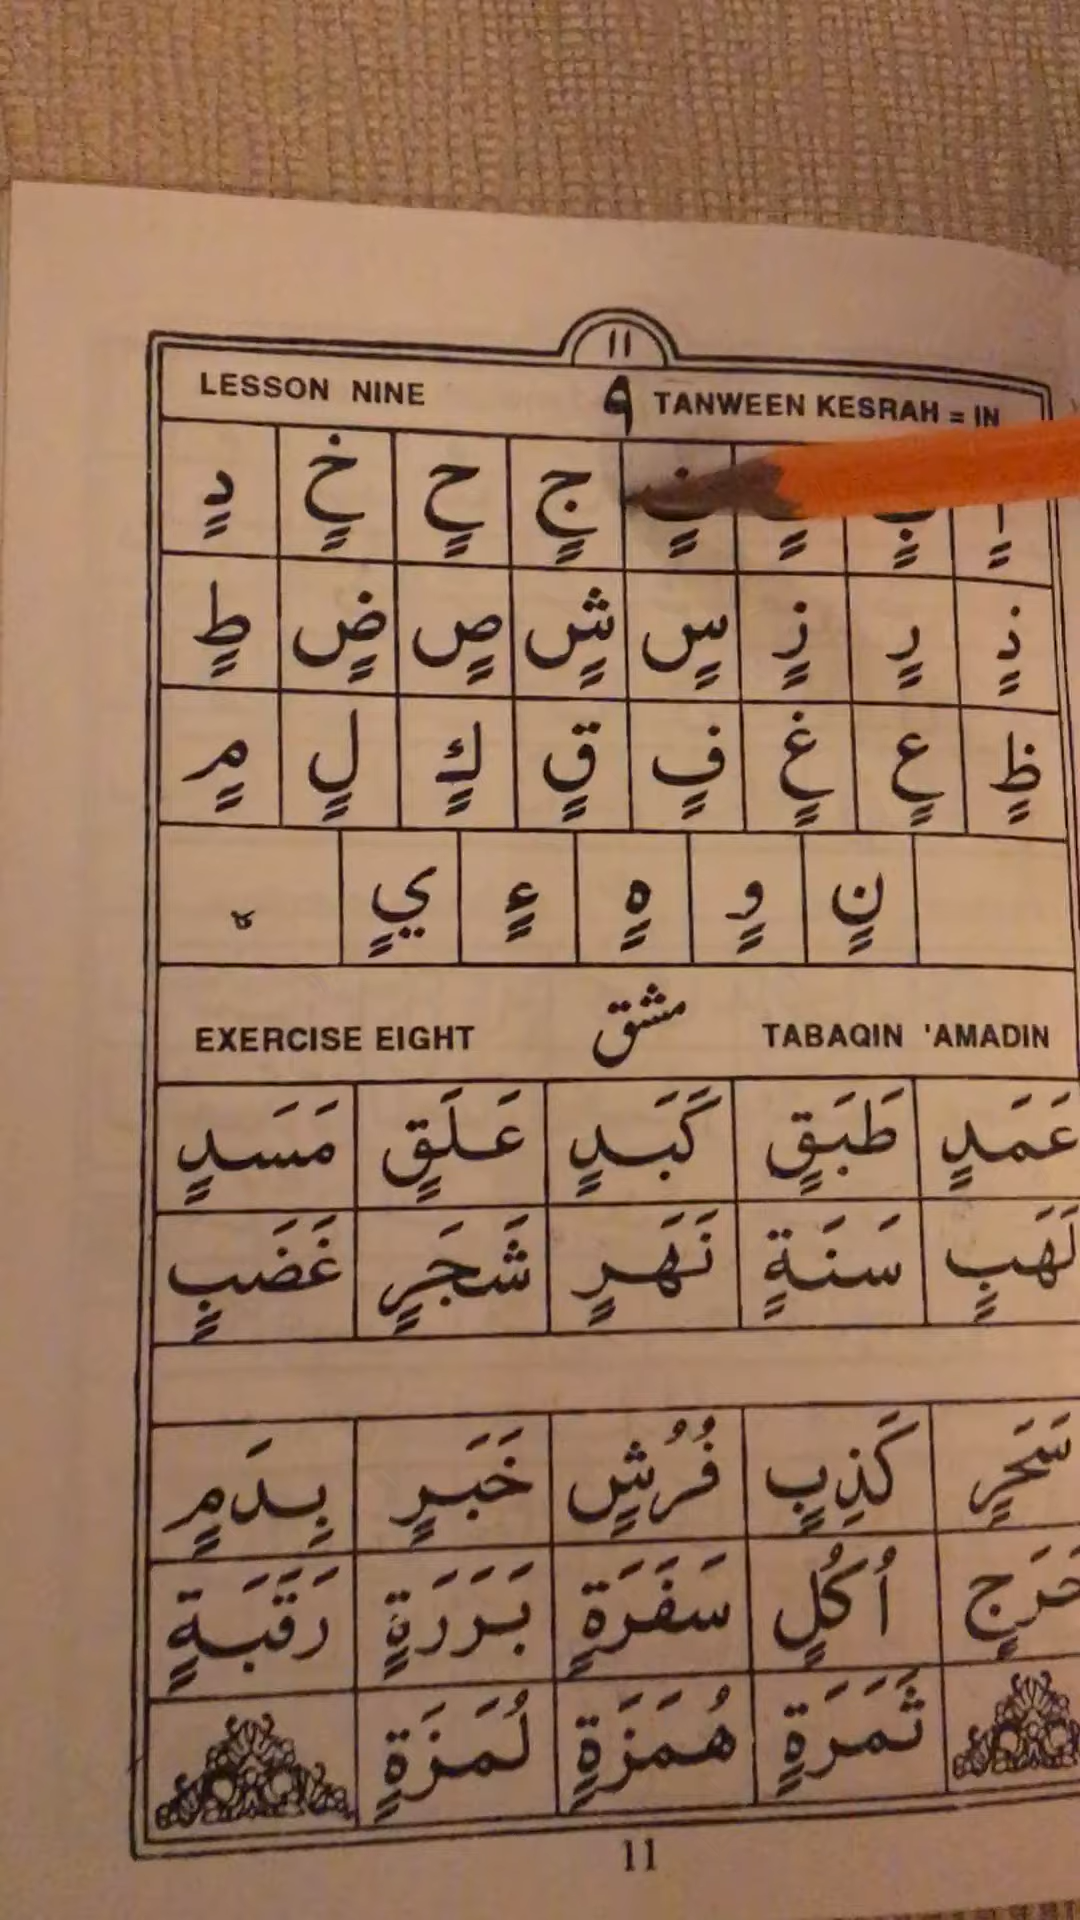 ١١
LESSON NINE ٩ TANWEEN KESRAH = IN
جٍ حٍ خٍ دٍ
ذٍ رٍ زٍ سٍ شٍ صٍ ضٍ طٍ
ظٍ عٍ غٍ فٍ قٍ كٍ لٍ مٍ
نٍ وٍ هٍ ءٍ يٍ
EXERCISE EIGHT مشق TABAQIN 'AMADIN
عَمَدٍ طَبَقٍ كَبَدٍ عَلَقٍ مَسَدٍ
لَهَبٍ سَنَةٍ نَهَرٍ شَجَرٍ غَضَبٍ
سَحَرٍ كَذِبٍ فُرُشٍ خَبَرٍ بِدَمٍ
حَرَجٍ اُكُلٍ سَفَرَةٍ بَرَرَةٍ رَقَبَةٍ
ثَمَرَةٍ هُمَزَةٍ لُمَزَةٍ
11